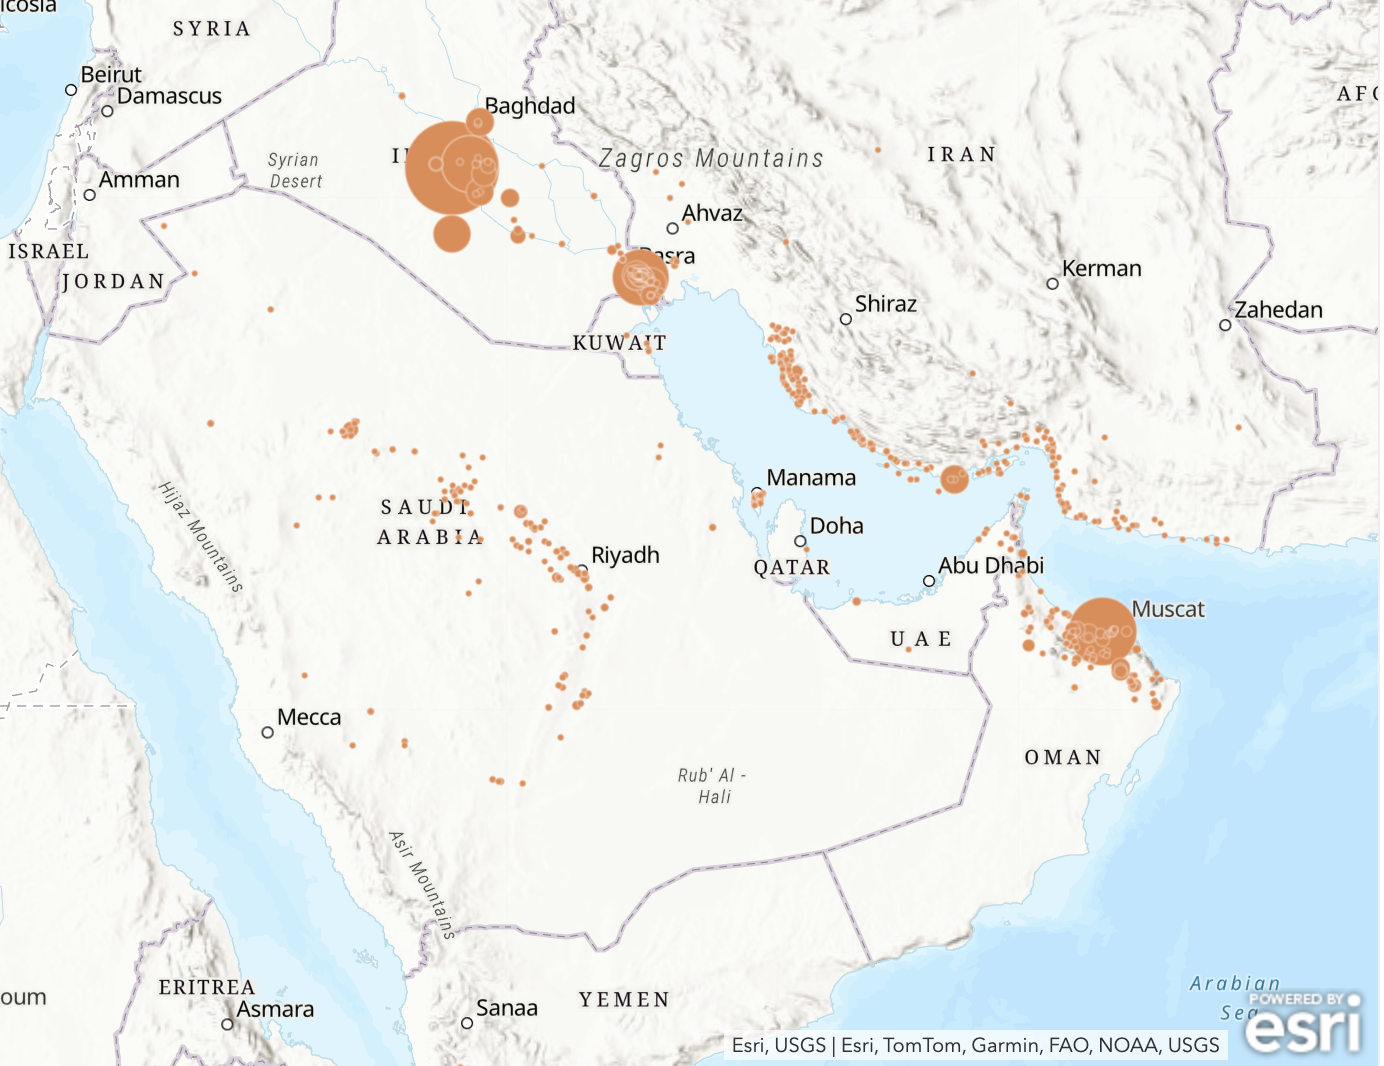 icosia
SYRIA
Beirut
Damascus
Baghdad
AFG
Syrian
Desert
Zagros Mountains
IRAN
Amman
Ahvaz
ISRAEL
Basra
JORDAN
Kerman
Shiraz
Zahedan
KUWAIT
Hijaz Mountains
Manama
SAUDI
ARABIA
Doha
Riyadh
QATAR
Abu Dhabi
Muscat
UAE
Mecca
OMAN
Rub' Al -
Hali
Asir Mountains
ERITREA
Asmara
oum
Sanaa
YEMEN
Arabian
Sea
POWERED BY
esri
Esri, USGS | Esri, TomTom, Garmin, FAO, NOAA, USGS